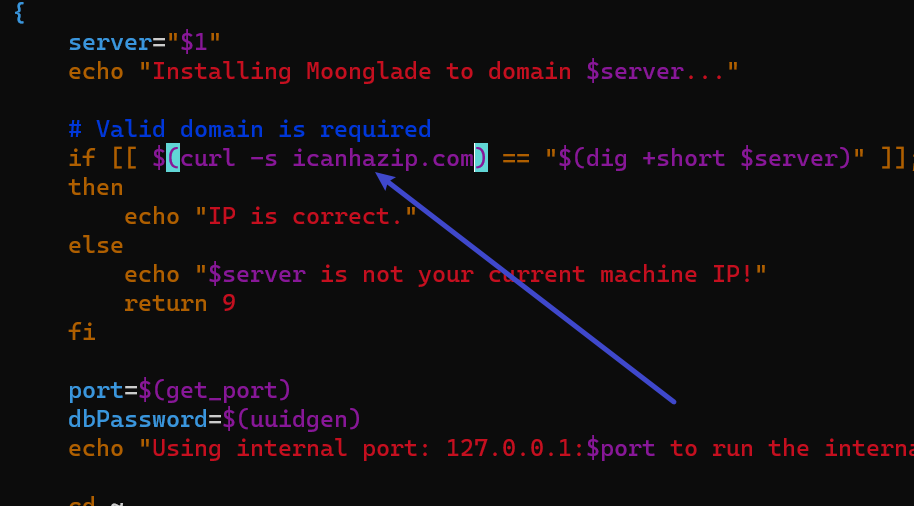 {
server="$1"
echo "Installing Moonglade to domain $server..."
# Valid domain is required
if [[ $(curl -s icanhazip.com) == "$(dig +short $server)" ]];
then
echo "IP is correct."
else
echo "$server is not your current machine IP!"
return 9
fi
port=$(get_port)
dbPassword=$(uuidgen)
echo "Using internal port: 127.0.0.1:$port to run the interna
cd ~